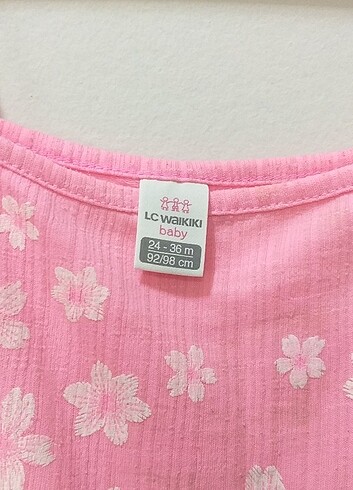 LC WAIKIKI
baby
24 - 36 m
92/98 cm